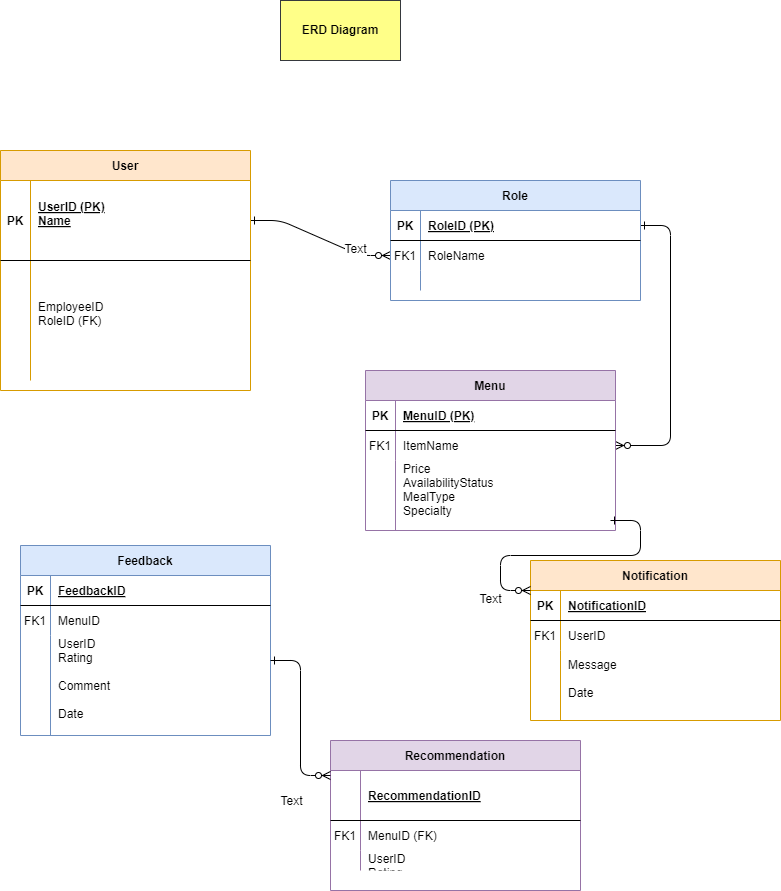 ERD Diagram
User
PK
UserID (PK)
Name
EmployeeID
RoleID (FK)
Text
Role
PK RoleID (PK)
FK1 RoleName
Menu
PK MenuID (PK)
FK1 ItemName
Price
AvailabilityStatus
MealType
Specialty
Feedback
PK FeedbackID
FK1 MenuID
UserID
Rating
Comment
Date
Text
Notification
PK NotificationID
FK1 UserID
Message
Date
Text
Recommendation
RecommendationID
FK1 MenuID (FK)
UserID